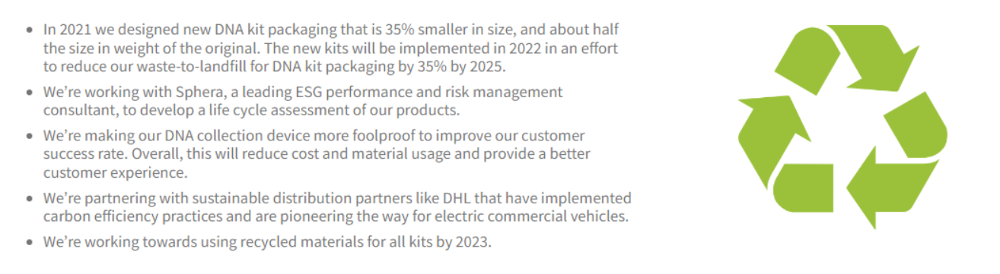 • In 2021 we designed new DNA kit packaging that is 35% smaller in size, and about half
the size in weight of the original. The new kits will be implemented in 2022 in an effort
to reduce our waste-to-landfill for DNA kit packaging by 35% by 2025.
• We’re working with Sphera, a leading ESG performance and risk management
consultant, to develop a life cycle assessment of our products.
• We’re making our DNA collection device more foolproof to improve our customer
success rate. Overall, this will reduce cost and material usage and provide a better
customer experience.
• We’re partnering with sustainable distribution partners like DHL that have implemented
carbon efficiency practices and are pioneering the way for electric commercial vehicles.
• We’re working towards using recycled materials for all kits by 2023.